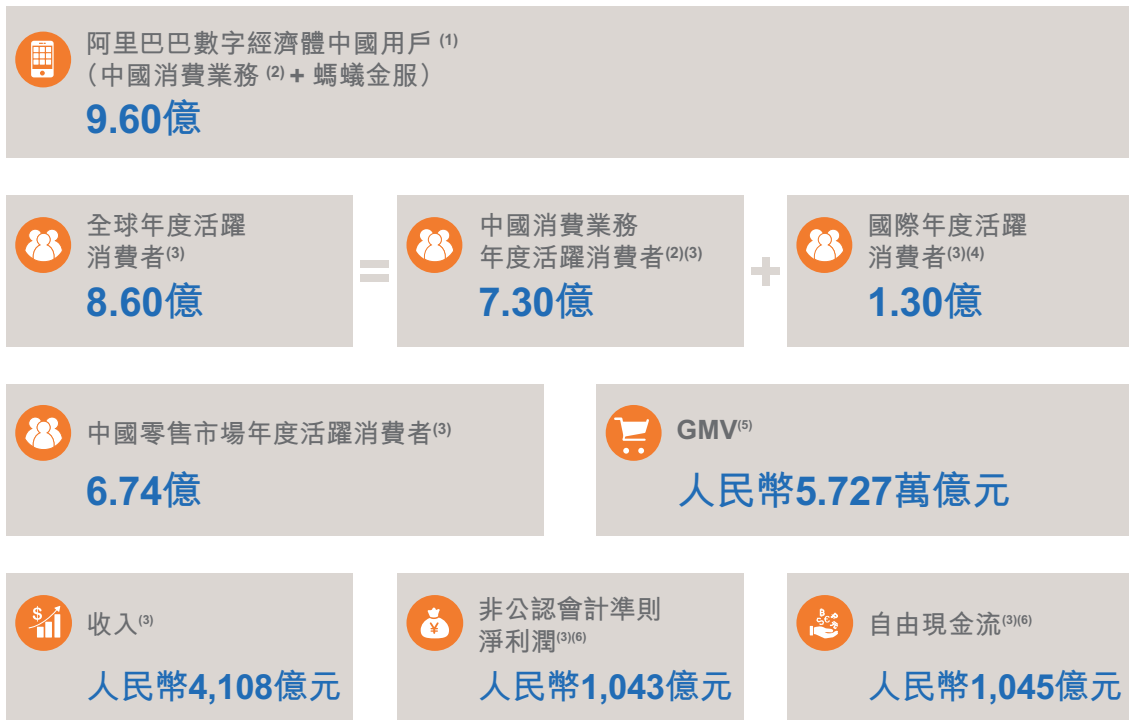 阿里巴巴數字經濟體中國用戶 (1)
（中國消費業務 (2) + 螞蟻金服）
9.60億
全球年度活躍
消費者(3)
8.60億
=
中國消費業務
年度活躍消費者(2)(3)
7.30億
+
國際年度活躍
消費者(3)(4)
1.30億
中國零售市場年度活躍消費者(3)
6.74億
GMV(5)
人民幣5.727萬億元
收入(3)
人民幣4,108億元
非公認會計準則
淨利潤(3)(6)
人民幣1,043億元
自由現金流(3)(6)
人民幣1,045億元